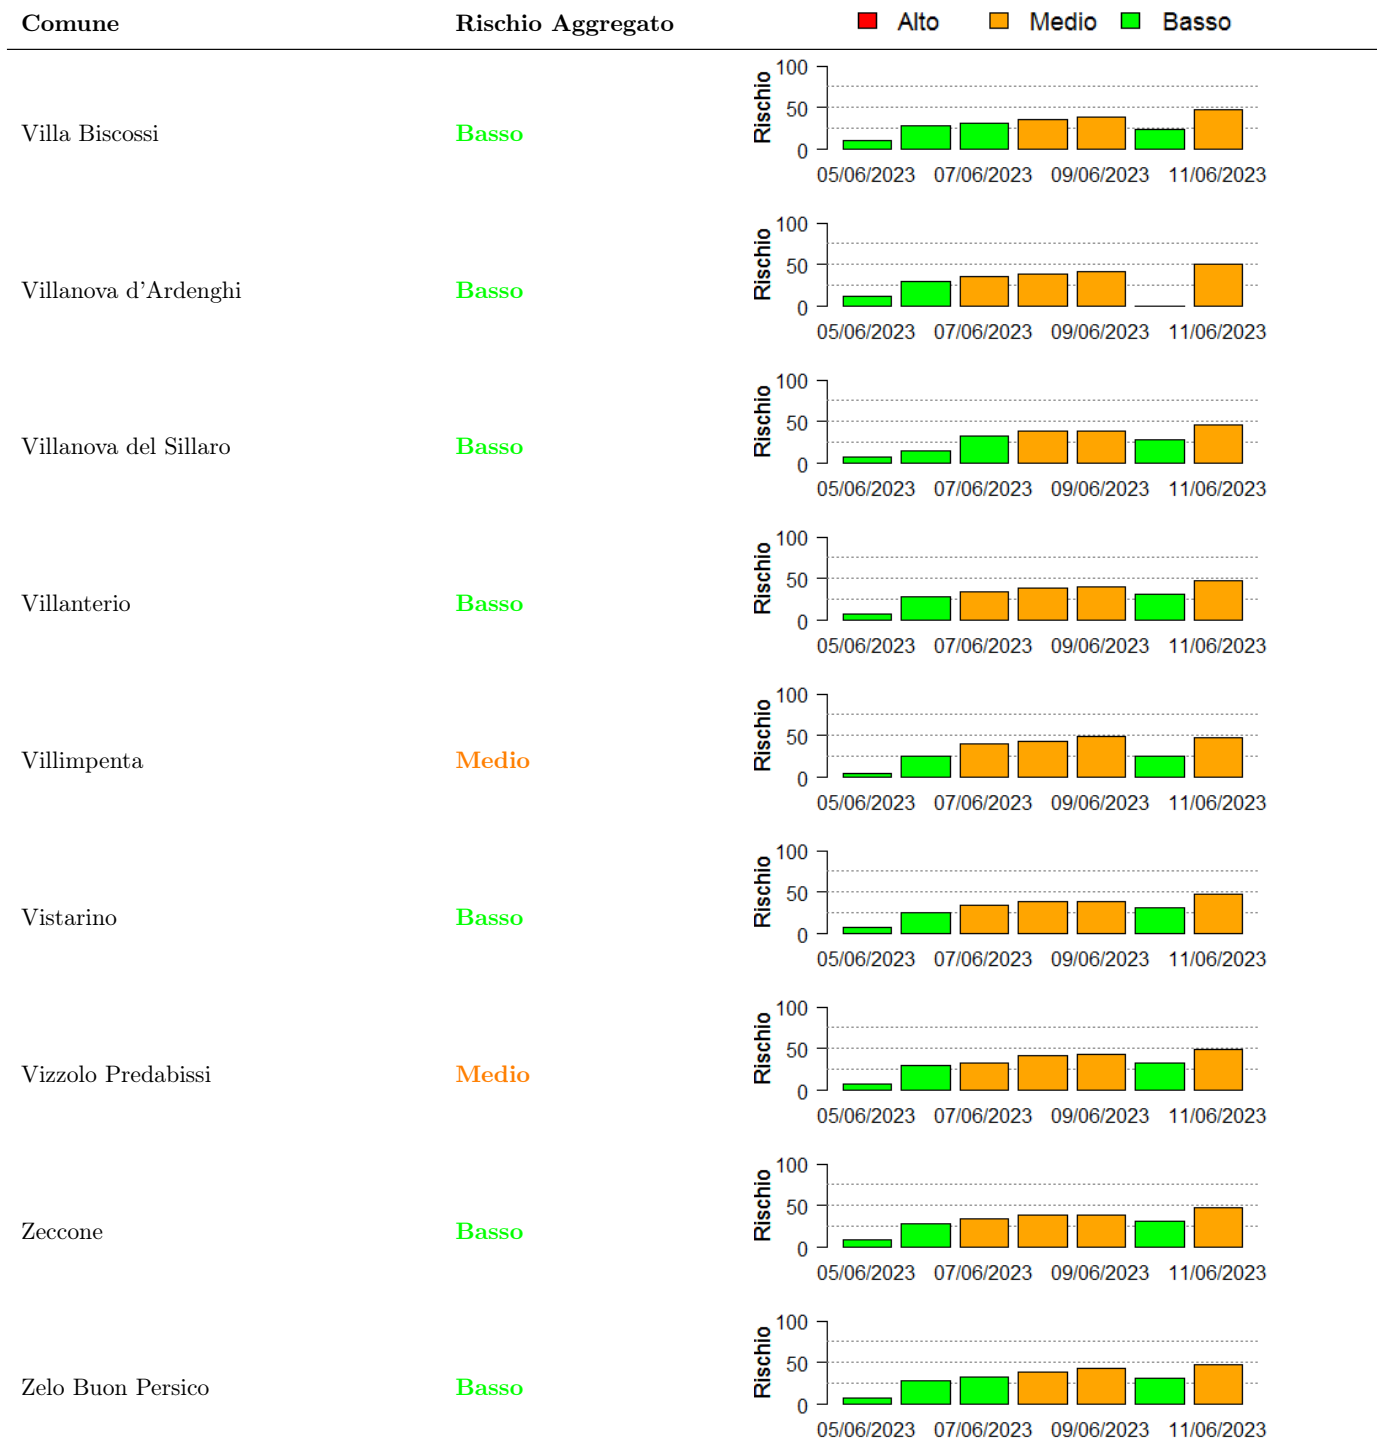 Comune Rischio Aggregato Alto Medio Basso
100
50
0
Rischio
Villa Biscossi Basso
05/06/2023 07/06/2023 09/06/2023 11/06/2023
100
50
0
Rischio
Villanova d'Ardenghi Basso
05/06/2023 07/06/2023 09/06/2023 11/06/2023
100
50
0
Rischio
Villanova del Sillaro Basso
05/06/2023 07/06/2023 09/06/2023 11/06/2023
100
50
0
Rischio
Villanterio Basso
05/06/2023 07/06/2023 09/06/2023 11/06/2023
100
50
0
Rischio
Villimpenta Medio
05/06/2023 07/06/2023 09/06/2023 11/06/2023
100
50
0
Rischio
Vistarino Basso
05/06/2023 07/06/2023 09/06/2023 11/06/2023
100
50
0
Rischio
Vizzolo Predabissi Medio
05/06/2023 07/06/2023 09/06/2023 11/06/2023
100
50
0
Rischio
Zeccone Basso
05/06/2023 07/06/2023 09/06/2023 11/06/2023
100
50
0
Rischio
Zelo Buon Persico Basso
05/06/2023 07/06/2023 09/06/2023 11/06/2023